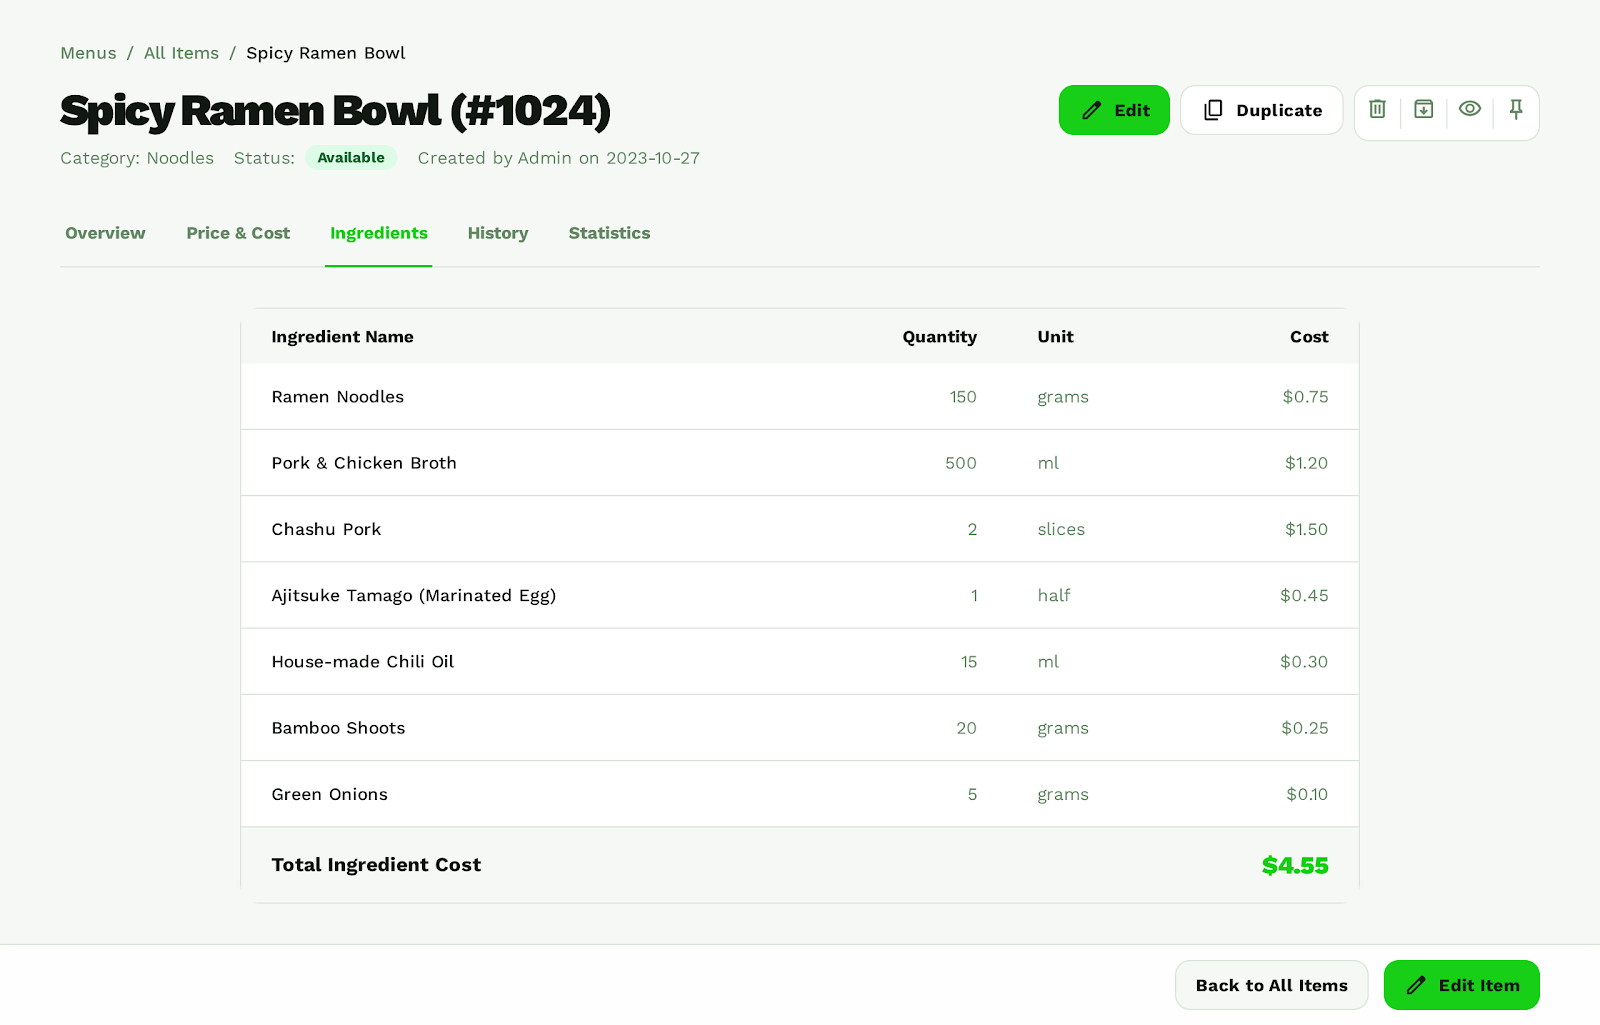 Menus / All Items / Spicy Ramen Bowl
Spicy Ramen Bowl (#1024)
Edit
Duplicate
Category: Noodles Status: Available Created by Admin on 2023-10-27
Overview Price & Cost Ingredients History Statistics
Ingredient Name Quantity Unit Cost
Ramen Noodles 150 grams $0.75
Pork & Chicken Broth 500 ml $1.20
Chashu Pork 2 slices $1.50
Ajitsuke Tamago (Marinated Egg) 1 half $0.45
House-made Chili Oil 15 ml $0.30
Bamboo Shoots 20 grams $0.25
Green Onions 5 grams $0.10
Total Ingredient Cost $4.55
Back to All Items Edit Item